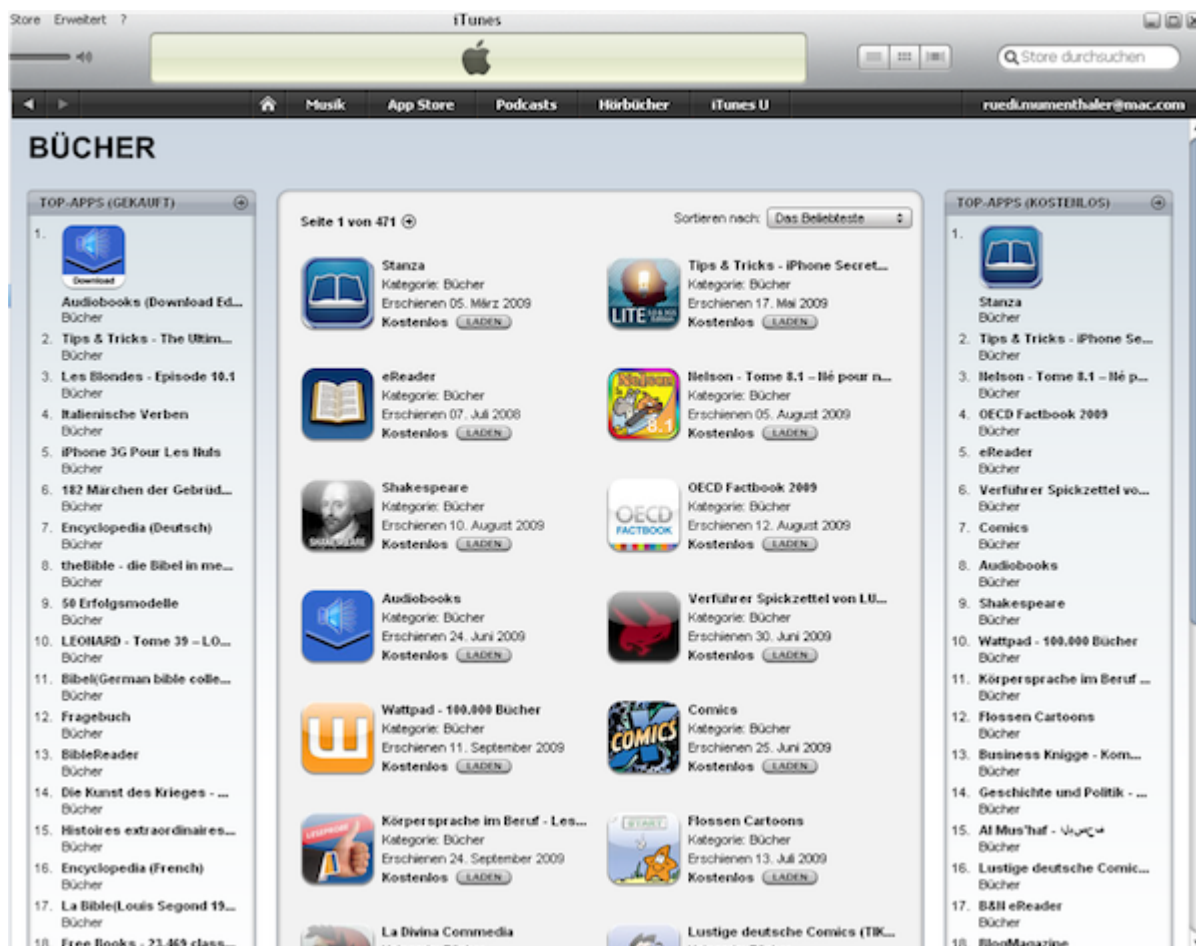 Store Erweitert ?
iTunes
Store durchsuchen
Musik App Store Podcasts Hörbücher iTunes U
ruedi.mumenthaler@mac.com
BÜCHER
TOP-APPS (GEKAUFT)
1.
Download
Audiobooks (Download Ed...
Bücher
2. Tips & Tricks - The Ultim...
Bücher
3. Les Blondes - Episode 10.1
Bücher
4. Italienische Verben
Bücher
5. iPhone 3G Pour Les Nuls
Bücher
6. 182 Märchen der Gebrüd...
Bücher
7. Encyclopedia (Deutsch)
Bücher
8. theBible - die Bibel in me...
Bücher
9. 50 Erfolgsmodelle
Bücher
10. LEONARD - Tome 39 – LO...
Bücher
11. Bibel(German bible colle...
Bücher
12. Fragebuch
Bücher
13. BibleReader
Bücher
14. Die Kunst des Krieges - ...
Bücher
15. Histoires extraordinaires...
Bücher
16. Encyclopedia (French)
Bücher
17. La Bible(Louis Segond 19...
Bücher
18. Free Books - 23,469 class...
Seite 1 von 471
Sortieren nach: Das Beliebteste
Stanza
Kategorie: Bücher
Erschienen 05. März 2009
Kostenlos LADEN
LITE
Tips & Tricks - iPhone Secret...
Kategorie: Bücher
Erschienen 17. Mai 2009
Kostenlos LADEN
eReader
Kategorie: Bücher
Erschienen 07. Juli 2008
Kostenlos LADEN
Nelson
8.1
Nelson - Tome 8.1 – Né pour n...
Kategorie: Bücher
Erschienen 05. August 2009
Kostenlos LADEN
SHAKESPEARE
Shakespeare
Kategorie: Bücher
Erschienen 10. August 2009
Kostenlos LADEN
OECD
FACTBOOK
OECD Factbook 2009
Kategorie: Bücher
Erschienen 12. August 2009
Kostenlos LADEN
Audiobooks
Kategorie: Bücher
Erschienen 24. Juni 2009
Kostenlos LADEN
Verführer Spickzettel von LU...
Kategorie: Bücher
Erschienen 30. Juni 2009
Kostenlos LADEN
Wattpad - 100.000 Bücher
Kategorie: Bücher
Erschienen 11. September 2009
Kostenlos LADEN
COMICS
Comics
Kategorie: Bücher
Erschienen 25. Juni 2009
Kostenlos LADEN
LESEPROBE
Körpersprache im Beruf - Les...
Kategorie: Bücher
Erschienen 24. September 2009
Kostenlos LADEN
START
Flossen Cartoons
Kategorie: Bücher
Erschienen 13. Juli 2009
Kostenlos LADEN
La Divina Commedia
Lustige deutsche Comics (TIK...
TOP-APPS (KOSTENLOS)
1.
Stanza
Bücher
2. Tips & Tricks - iPhone Se...
Bücher
3. Nelson - Tome 8.1 – Né p...
Bücher
4. OECD Factbook 2009
Bücher
5. eReader
Bücher
6. Verführer Spickzettel vo...
Bücher
7. Comics
Bücher
8. Audiobooks
Bücher
9. Shakespeare
Bücher
10. Wattpad - 100.000 Bücher
Bücher
11. Körpersprache im Beruf ...
Bücher
12. Flossen Cartoons
Bücher
13. Business Knigge - Kom...
Bücher
14. Geschichte und Politik - ...
Bücher
15. Al Mus'haf -
Bücher
16. Lustige deutsche Comic...
Bücher
17. B&N eReader
Bücher
18. BlogMagazine